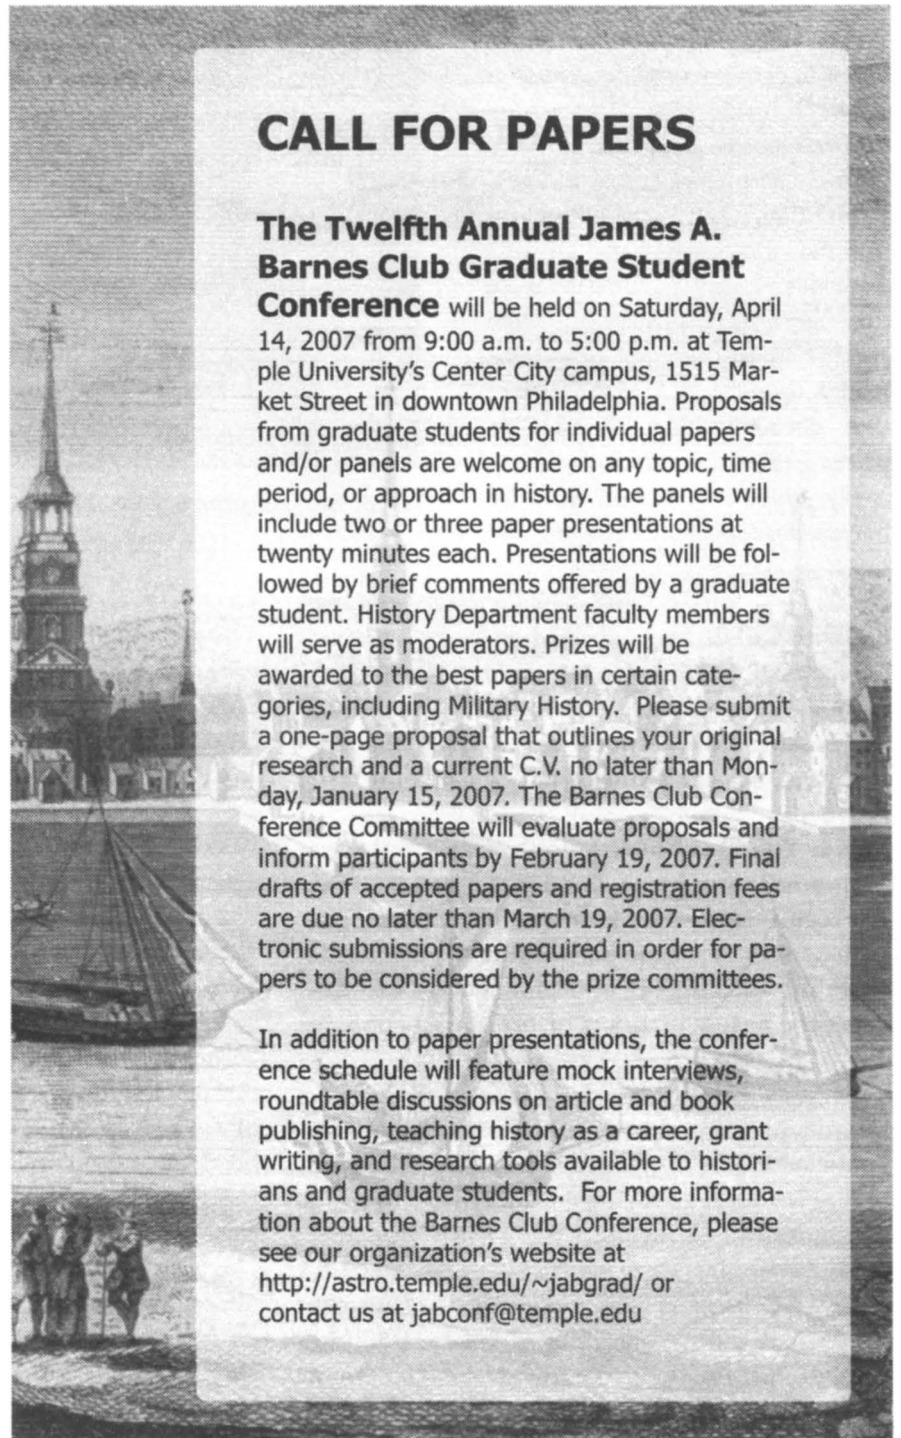 CALL FOR PAPERS
The Twelfth Annual James A.
Barnes Club Graduate Student
Conference will be held on Saturday, April
14, 2007 from 9:00 a.m. to 5:00 p.m. at Tem-
ple University's Center City campus, 1515 Mar-
ket Street in downtown Philadelphia. Proposals
from graduate students for individual papers
and/or panels are welcome on any topic, time
period, or approach in history. The panels will
include two or three paper presentations at
twenty minutes each. Presentations will be fol-
lowed by brief comments offered by a graduate
student. History Department faculty members
will serve as moderators. Prizes will be
awarded to the best papers in certain cate-
gories, including Military History.  Please submit
a one-page proposal that outlines your original
research and a current C.V. no later than Mon-
day, January 15, 2007. The Barnes Club Con-
ference Committee will evaluate proposals and
inform participants by February 19, 2007. Final
drafts of accepted papers and registration fees
are due no later than March 19, 2007. Elec-
tronic submissions are required in order for pa-
pers to be considered by the prize committees.
In addition to paper presentations, the confer-
ence schedule will feature mock interviews,
roundtable discussions on article and book
publishing, teaching history as a career, grant
writing, and research tools available to histori-
ans and graduate students.  For more informa-
tion about the Barnes Club Conference, please
see our organization's website at
http://astro.temple.edu/~jabgrad/ or
contact us at jabconf@temple.edu